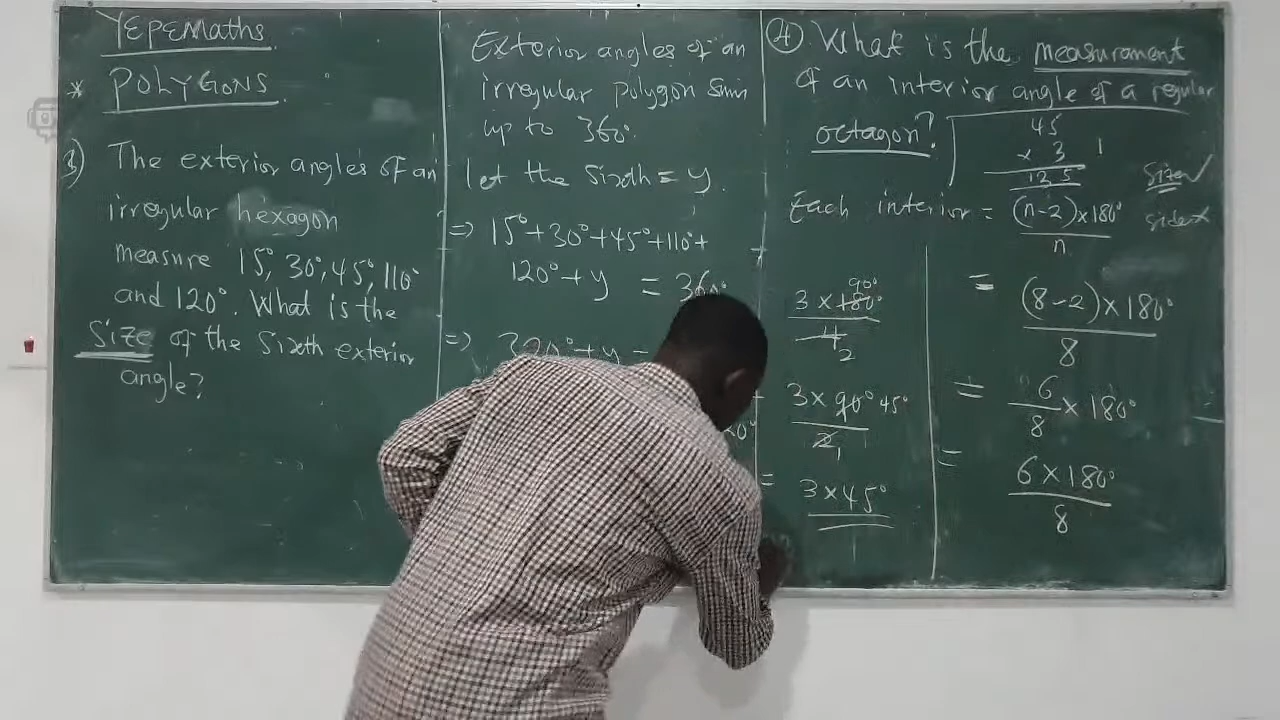 YEPEMaths
* POLYGONS
3) The exterior angles of an
irregular hexagon
measure 15°, 30°, 45°, 110°
and 120°. What is the
Size of the Sixth exterior
angle?
Exterior angles of an
irregular polygon Sum
up to 360°.
let the Sixth = y.
=> 15° + 30° + 45° + 110° +
120° + y = 360°
=> 320° + y =
④ What is the measurement
of an interior angle of a regular
octagon?
45
x 3 1
135
Size ✓
Sides x
Each interior = (n-2) x 180°
n
= (8-2) x 180°
8
= 6 x 180°
8
= 6 x 180°
8
3 x 180° 90°
4 2
3 x 90° 45°
2 1
= 3 x 45°